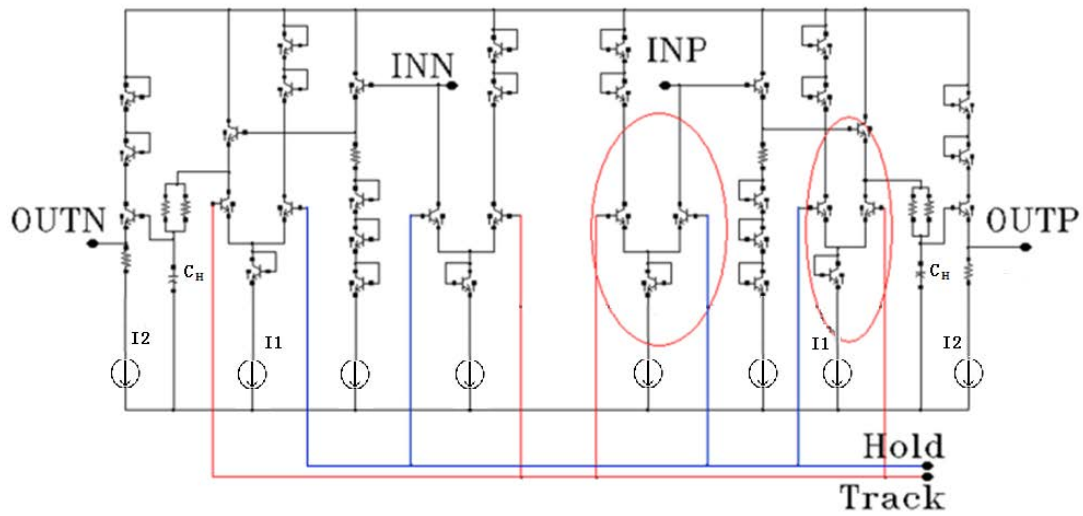 INN
INP
OUTN
OUTP
CH
CH
I2
I1
I1
I2
Hold
Track